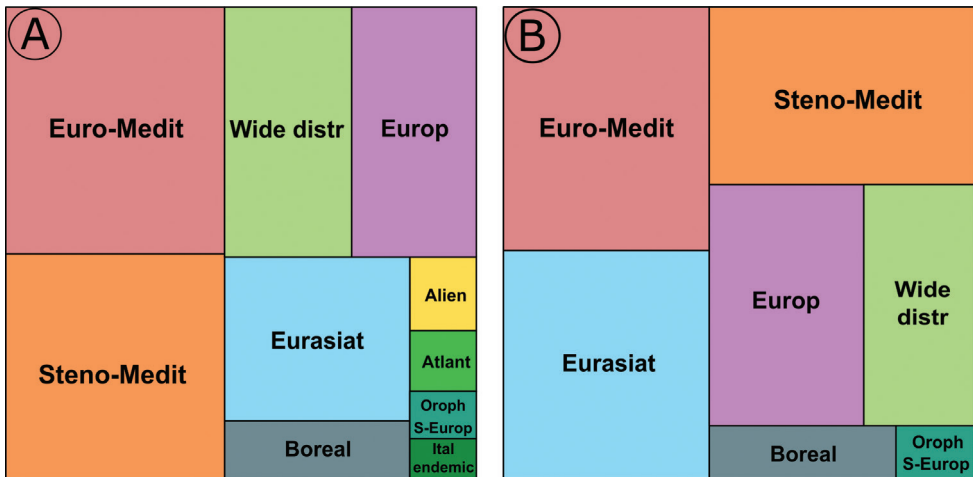 A
Euro-Medit
Wide distr
Europ
Steno-Medit
Eurasiat
Alien
Atlant
Oroph
S-Europ
Boreal
Ital
endemic
B
Euro-Medit
Steno-Medit
Europ
Wide
distr
Eurasiat
Boreal
Oroph
S-Europ